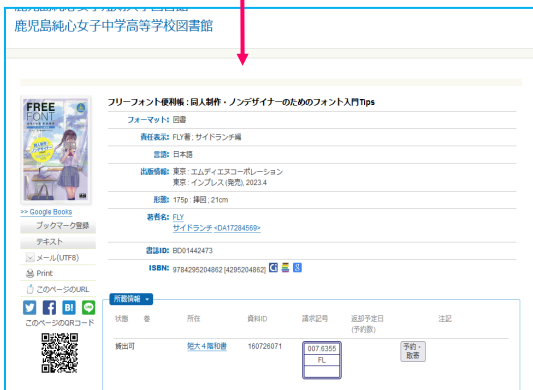 鹿児島純心女子中学高等学校図書館
フリーフォント便利帳 : 同人制作・ノンデザイナーのためのフォント入門Tips
フォーマット: 図書
責任表示: FLY著 ; サイドランチ編
言語: 日本語
出版情報: 東京 : エムディエヌコーポレーション
東京 : インプレス (発売), 2023.4
形態: 175p : 挿図 ; 21cm
著者名: FLY
サイドランチ <DA17284569>
書誌ID: BD01442473
ISBN: 9784295204862 [4295204862]
FREE
FONT
>> Google Books
ブックマーク登録
テキスト
メール(UTF8)
Print
このページのURL
B!
このページのQRコード
所蔵情報
状態 巻 所在 資料ID 請求記号 返却予定日 (予約数) 注記
貸出可 短大4階和書 160726071 007.6355 FL 予約・取寄